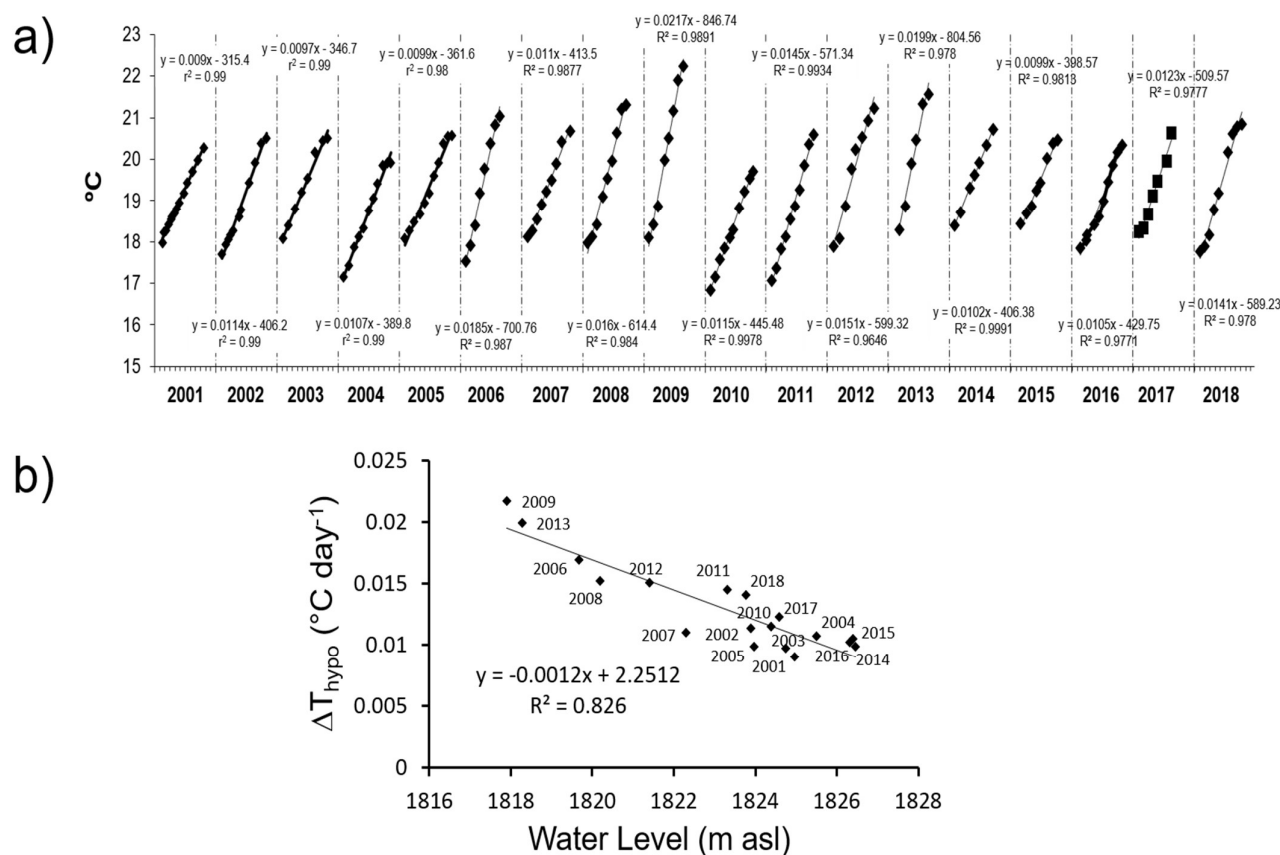 a)
y = 0.0217x - 846.74
R² = 0.9891
y = 0.0199x - 804.56
R² = 0.978
y = 0.009x - 315.4
r² = 0.99
y = 0.0097x - 346.7
r² = 0.99
y = 0.0099x - 361.6
r² = 0.98
y = 0.011x - 413.5
R² = 0.9877
y = 0.0145x - 571.34
R² = 0.9934
y = 0.0099x - 398.57
R² = 0.9813
y = 0.0123x -509.57
R² = 0.9777
°C
23
22
21
20
19
18
17
16
15
y = 0.0114x - 406.2
r² = 0.99
y = 0.0107x - 389.8
r² = 0.99
y = 0.0185x - 700.76
R² = 0.987
y = 0.016x - 614.4
R² = 0.984
y = 0.0115x - 445.48
R² = 0.9978
y = 0.0151x - 599.32
R² = 0.9646
y = 0.0102x - 406.38
R² = 0.9991
y = 0.0105x - 429.75
R² = 0.9771
y = 0.0141x - 589.23
R² = 0.978
2001 2002 2003 2004 2005 2006 2007 2008 2009 2010 2011 2012 2013 2014 2015 2016 2017 2018
b)
ΔThypo (°C day-1)
0.025
0.02
0.015
0.01
0.005
0
2009
2013
2006
2008
2012
2011
2018
2007
2002
2010
2017
2005
2001
2003
2004
2015
2016
2014
y = -0.0012x + 2.2512
R² = 0.826
1816 1818 1820 1822 1824 1826 1828
Water Level (m asl)